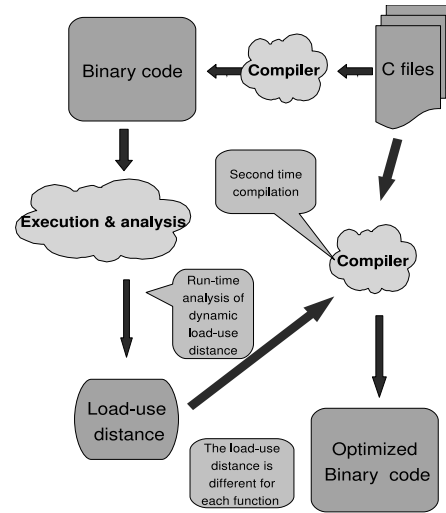 Binary code
Compiler
C files
Second time
compilation
Execution & analysis
Compiler
Run-time
analysis of
dynamic
load-use
distance
Load-use
distance
The load-use
distance is
different for
each function
Optimized
Binary code